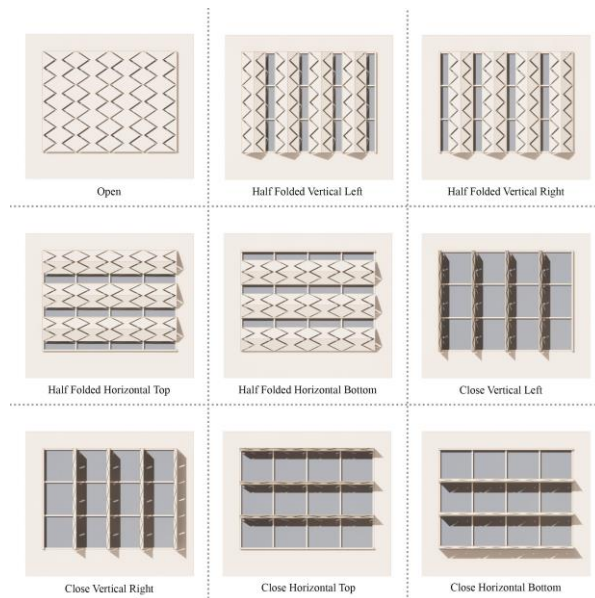 Open
Half Folded Vertical Left
Half Folded Vertical Right
Half Folded Horizontal Top
Half Folded Horizontal Bottom
Close Vertical Left
Close Vertical Right
Close Horizontal Top
Close Horizontal Bottom